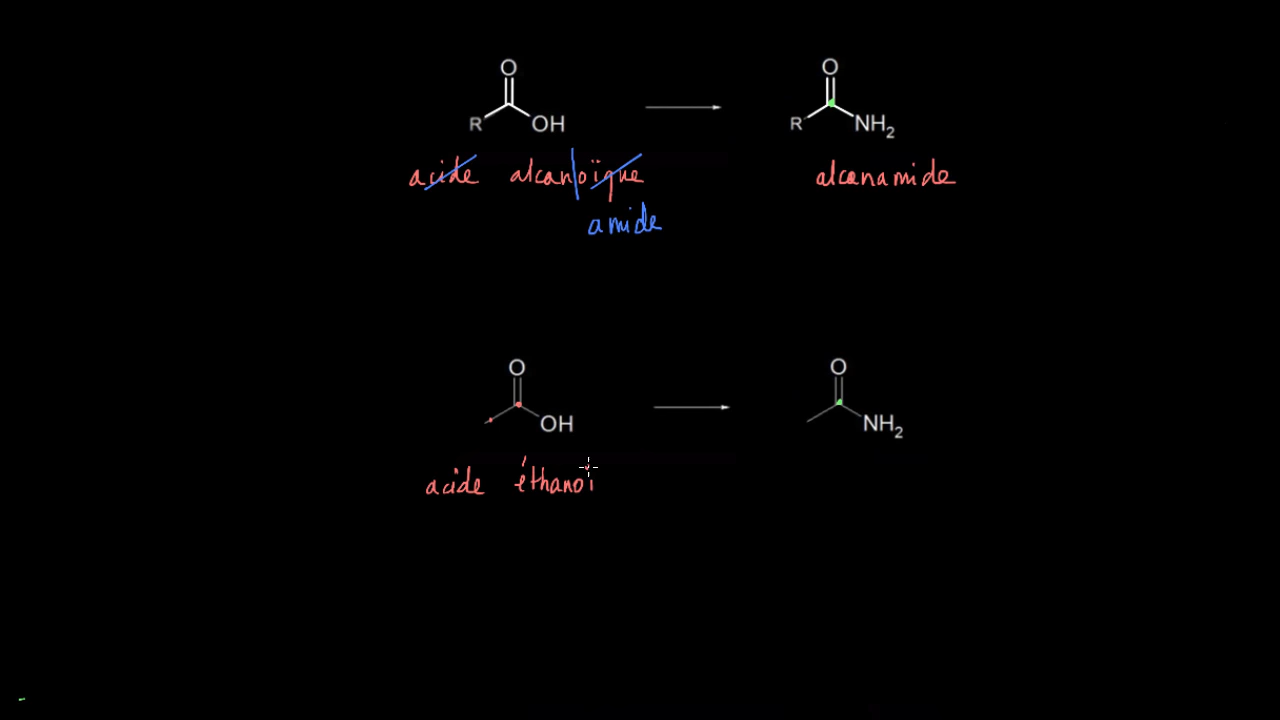 O O
R OH R NH2
acide alcanoïque alcanamide
amide
O O
OH NH2
acide éthanoï